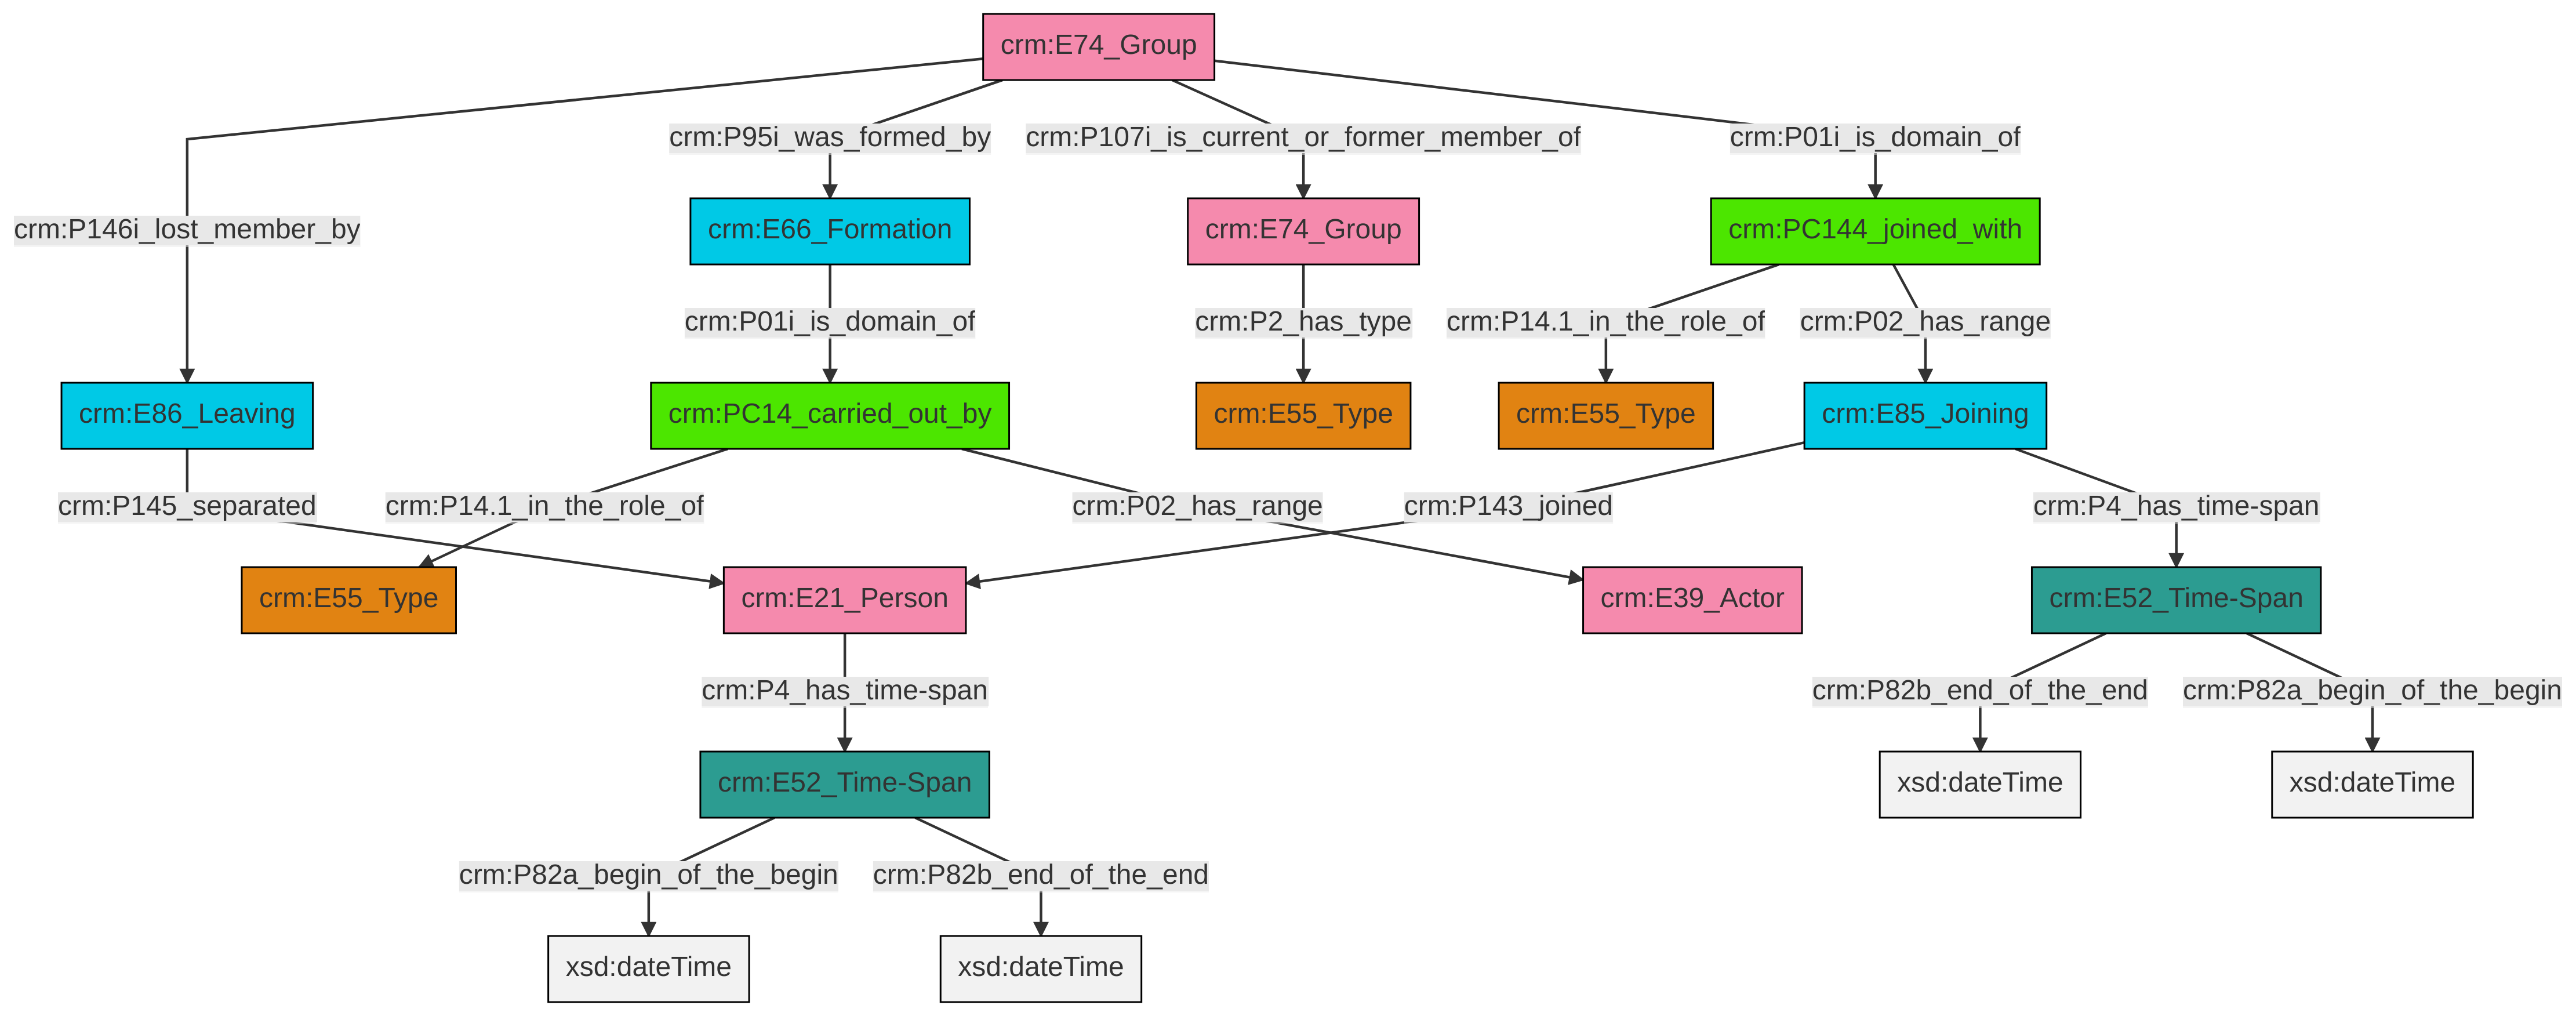 crm:E74_Group
crm:P95i_was_formed_by
crm:P107i_is_current_or_former_member_of
crm:P01i_is_domain_of
crm:P146i_lost_member_by
crm:E66_Formation
crm:E74_Group
crm:PC144_joined_with
crm:P01i_is_domain_of
crm:P2_has_type
crm:P14.1_in_the_role_of
crm:P02_has_range
crm:E86_Leaving
crm:PC14_carried_out_by
crm:E55_Type
crm:E55_Type
crm:E85_Joining
crm:P145_separated
crm:P14.1_in_the_role_of
crm:P02_has_range
crm:P143_joined
crm:P4_has_time-span
crm:E55_Type
crm:E21_Person
crm:E39_Actor
crm:E52_Time-Span
crm:P4_has_time-span
crm:P82b_end_of_the_end
crm:P82a_begin_of_the_begin
crm:E52_Time-Span
xsd:dateTime
xsd:dateTime
crm:P82a_begin_of_the_begin
crm:P82b_end_of_the_end
xsd:dateTime
xsd:dateTime